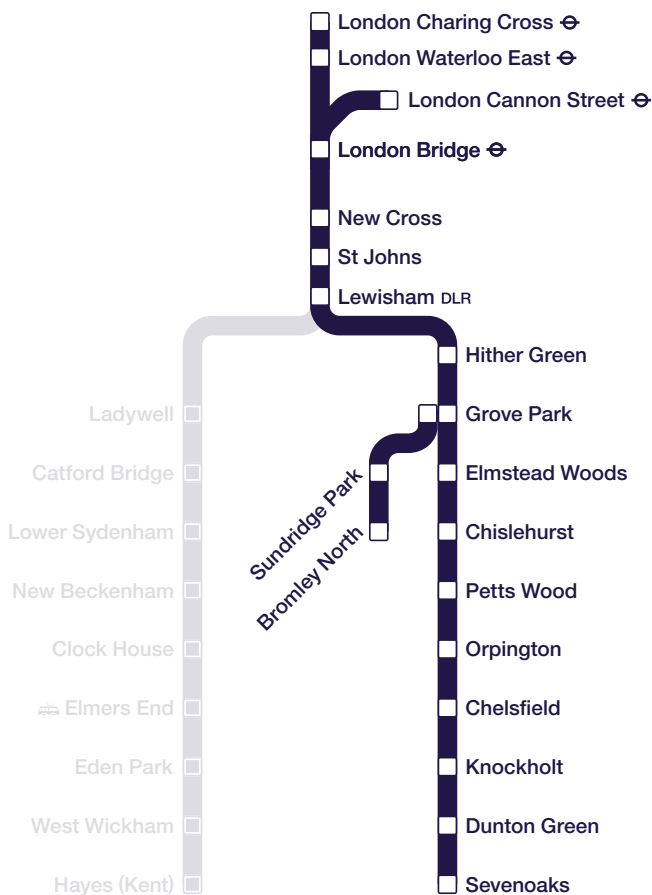 London Charing Cross
London Waterloo East
London Cannon Street
London Bridge
New Cross
St Johns
Lewisham DLR
Hither Green
Ladywell
Grove Park
Catford Bridge
Sundridge Park
Elmstead Woods
Lower Sydenham
Bromley North
Chislehurst
New Beckenham
Petts Wood
Clock House
Orpington
Elmers End
Chelsfield
Eden Park
Knockholt
West Wickham
Dunton Green
Hayes (Kent)
Sevenoaks